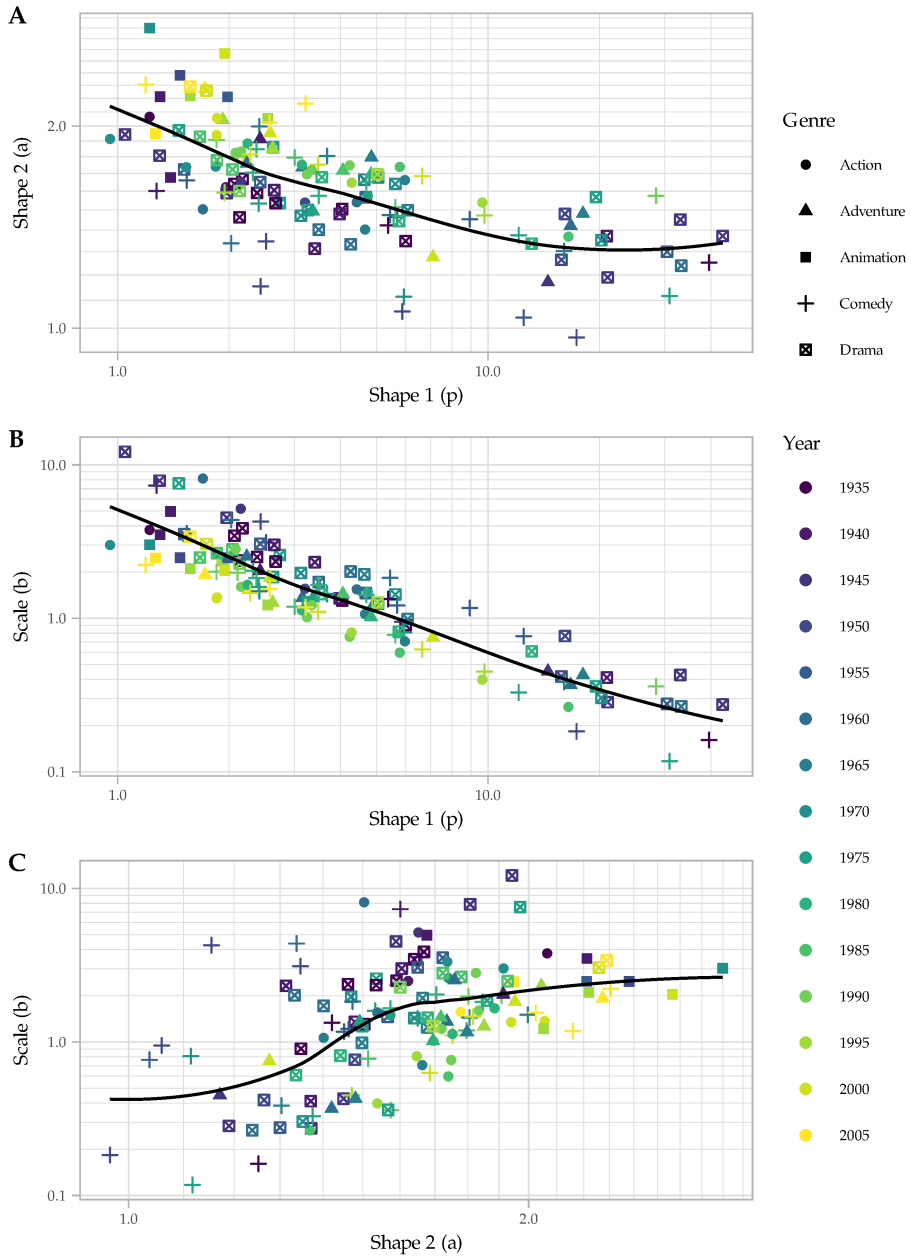 A
Shape 2 (a)
2.0
1.0
1.0
10.0
Shape 1 (p)
B
Scale (b)
10.0
1.0
0.1
1.0
10.0
Shape 1 (p)
C
Scale (b)
10.0
1.0
0.1
1.0
2.0
Shape 2 (a)
Genre
Action
Adventure
Animation
Comedy
Drama
Year
1935
1940
1945
1950
1955
1960
1965
1970
1975
1980
1985
1990
1995
2000
2005